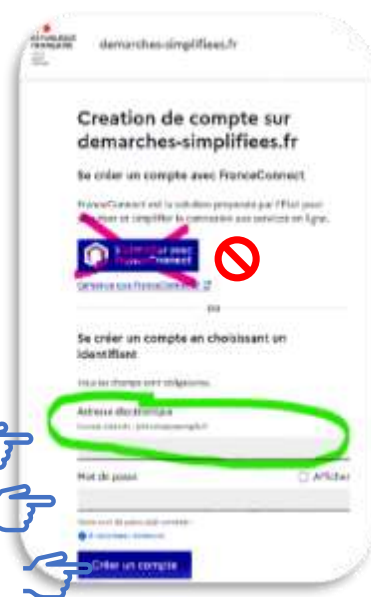 RÉPUBLIQUE
FRANÇAISE
demarches-simplifiees.fr
Creation de compte sur
demarches-simplifiees.fr
Se créer un compte avec FranceConnect
FranceConnect est la solution proposée par l'État pour
sécuriser et simplifier la connexion aux services en ligne.
S'identifier avec
FranceConnect
Qu'est-ce que FranceConnect ?
ou
Se créer un compte en choisissant un
identifiant
Tous les champs sont obligatoires.
Adresse électronique
Mot de passe
Afficher
Créer un compte